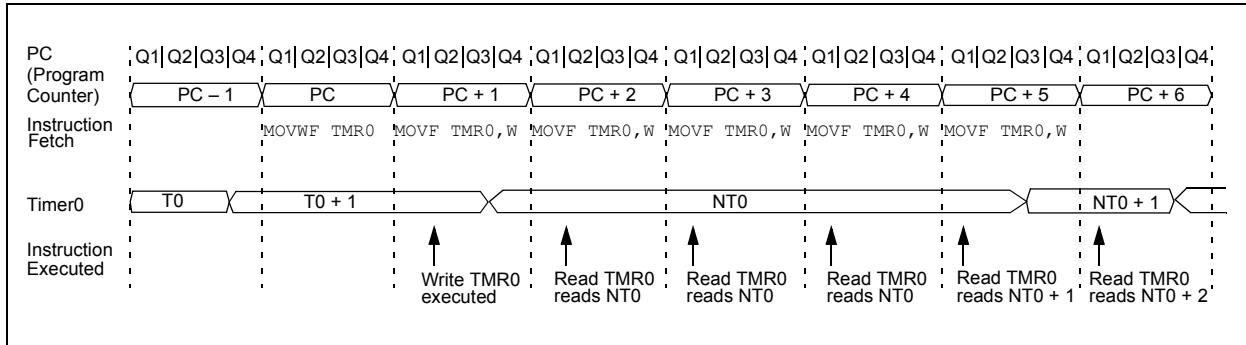 PC
(Program
Counter)
Q1 Q2 Q3 Q4 Q1 Q2 Q3 Q4 Q1 Q2 Q3 Q4 Q1 Q2 Q3 Q4 Q1 Q2 Q3 Q4 Q1 Q2 Q3 Q4 Q1 Q2 Q3 Q4 Q1 Q2 Q3 Q4
PC – 1 PC PC + 1 PC + 2 PC + 3 PC + 4 PC + 5 PC + 6
Instruction
Fetch
MOVWF TMR0 MOVF TMR0,W MOVF TMR0,W MOVF TMR0,W MOVF TMR0,W MOVF TMR0,W
Timer0
T0 T0 + 1 NT0 NT0 + 1
Instruction
Executed
Write TMR0
executed
Read TMR0
reads NT0
Read TMR0
reads NT0
Read TMR0
reads NT0
Read TMR0
reads NT0 + 1
Read TMR0
reads NT0 + 2